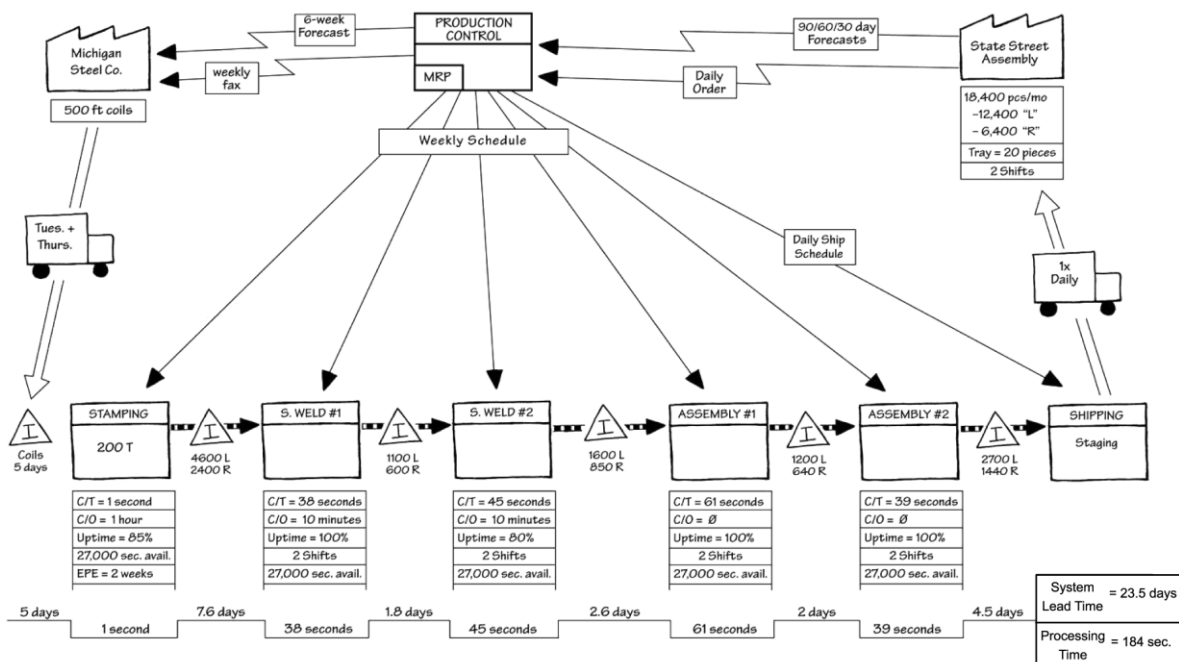 6-week
Forecast
PRODUCTION
CONTROL
90/60/30 day
Forecasts
Michigan
Steel Co.
weekly
fax
MRP
Daily
Order
State Street
Assembly
500 ft coils
18,400 pcs/mo
-12,400 "L"
- 6,400 "R"
Tray = 20 pieces
2 Shifts
Weekly Schedule
Tues. +
Thurs.
Daily Ship
Schedule
1x
Daily
I
Coils
5 days
STAMPING
200 T
I
4600 L
2400 R
S. WELD #1
I
1100 L
600 R
S. WELD #2
I
1600 L
850 R
ASSEMBLY #1
I
1200 L
640 R
ASSEMBLY #2
I
2700 L
1440 R
SHIPPING
Staging
C/T = 1 second
C/O = 1 hour
Uptime = 85%
27,000 sec. avail.
EPE = 2 weeks
C/T = 38 seconds
C/O = 10 minutes
Uptime = 100%
2 Shifts
27,000 sec. avail.
C/T = 45 seconds
C/O = 10 minutes
Uptime = 80%
2 Shifts
27,000 sec. avail.
C/T = 61 seconds
C/O = Ø
Uptime = 100%
2 Shifts
27,000 sec. avail.
C/T = 39 seconds
C/O = Ø
Uptime = 100%
2 Shifts
27,000 sec. avail.
5 days
1 second
7.6 days
38 seconds
1.8 days
45 seconds
2.6 days
61 seconds
2 days
39 seconds
4.5 days
System
Lead Time = 23.5 days
Processing
Time = 184 sec.